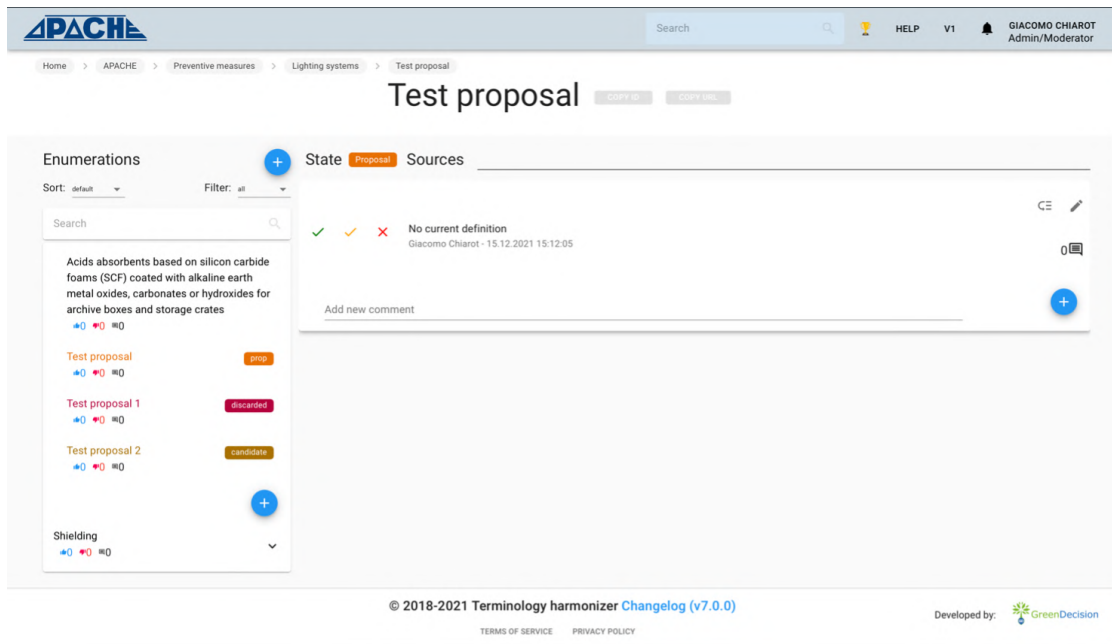 APACHE
Search
HELP
V1
GIACOMO CHIAROT
Admin/Moderator
Home > APACHE > Preventive measures > Lighting systems > Test proposal
Test proposal
COPY ID
COPY URL
Enumerations
State Proposal Sources
Sort: default
Filter: all
Search
No current definition
Giacomo Chiarot - 15.12.2021 15:12:05
0
Acids absorbents based on silicon carbide
foams (SCF) coated with alkaline earth
metal oxides, carbonates or hydroxides for
archive boxes and storage crates
0 0 0
Add new comment
Test proposal prop
0 0 0
Test proposal 1 discarded
0 0 0
Test proposal 2 candidate
0 0 0
Shielding
0 0 0
© 2018-2021 Terminology harmonizer Changelog (v7.0.0)
TERMS OF SERVICE PRIVACY POLICY
Developed by: GreenDecision